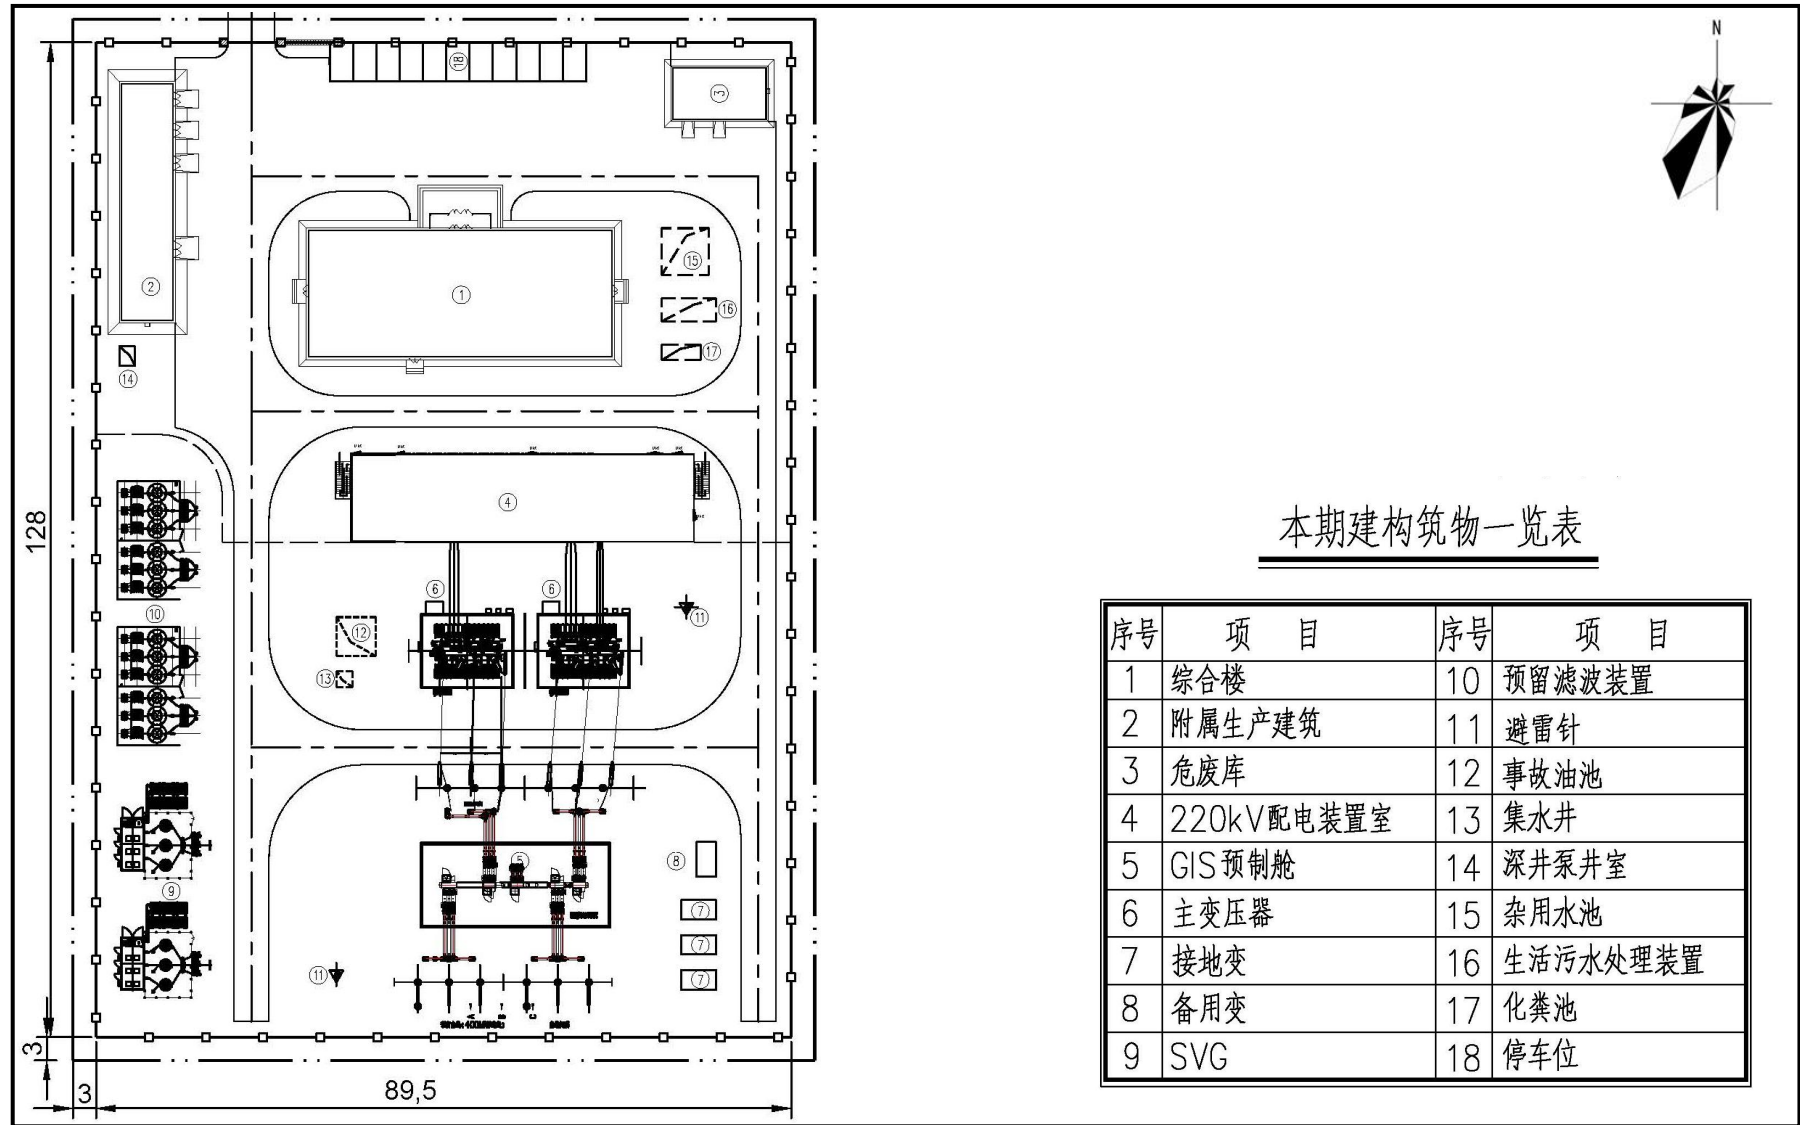 N
18
3
2
1
15
16
17
14
4
128
6
6
11
12
10
13
5
8
9
7
7
7
11
A
B
C
3
3
89,5
本期建构筑物一览表
序号 项 目 序号 项 目
1 综合楼 10 预留滤波装置
2 附属生产建筑 11 避雷针
3 危废库 12 事故油池
4 220kV配电装置室 13 集水井
5 GIS预制舱 14 深井泵井室
6 主变压器 15 杂用水池
7 接地变 16 生活污水处理装置
8 备用变 17 化粪池
9 SVG 18 停车位